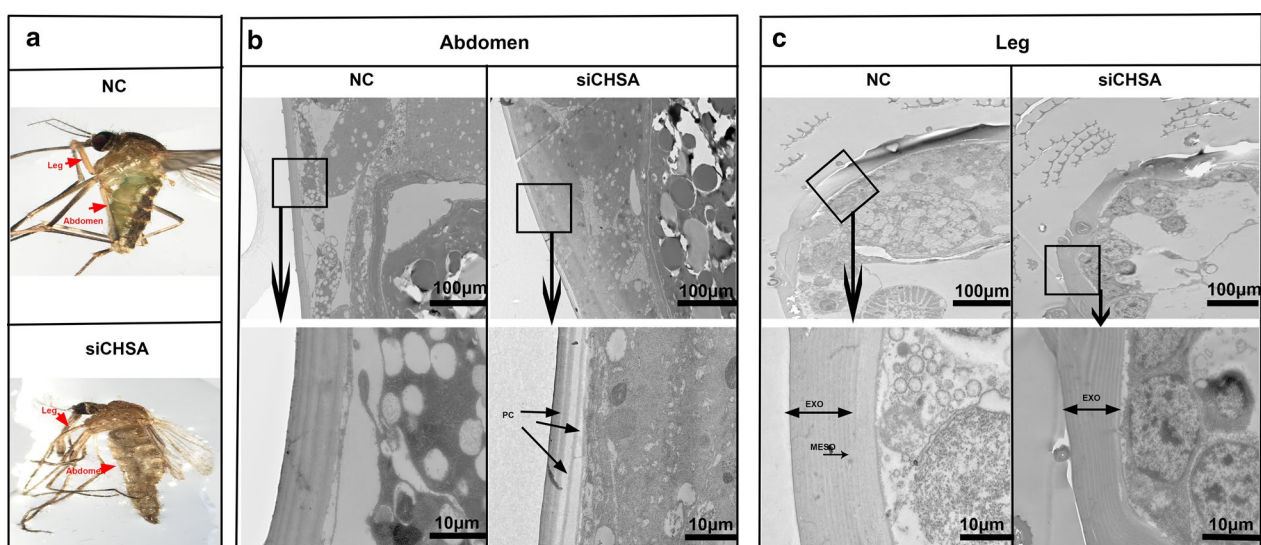 a
NC
Leg
Abdomen
siCHSA
Leg
Abdomen
b
Abdomen
NC
siCHSA
100μm
100μm
PC
10μm
10μm
c
Leg
NC
siCHSA
100μm
100μm
EXO
MESO
EXO
10μm
10μm